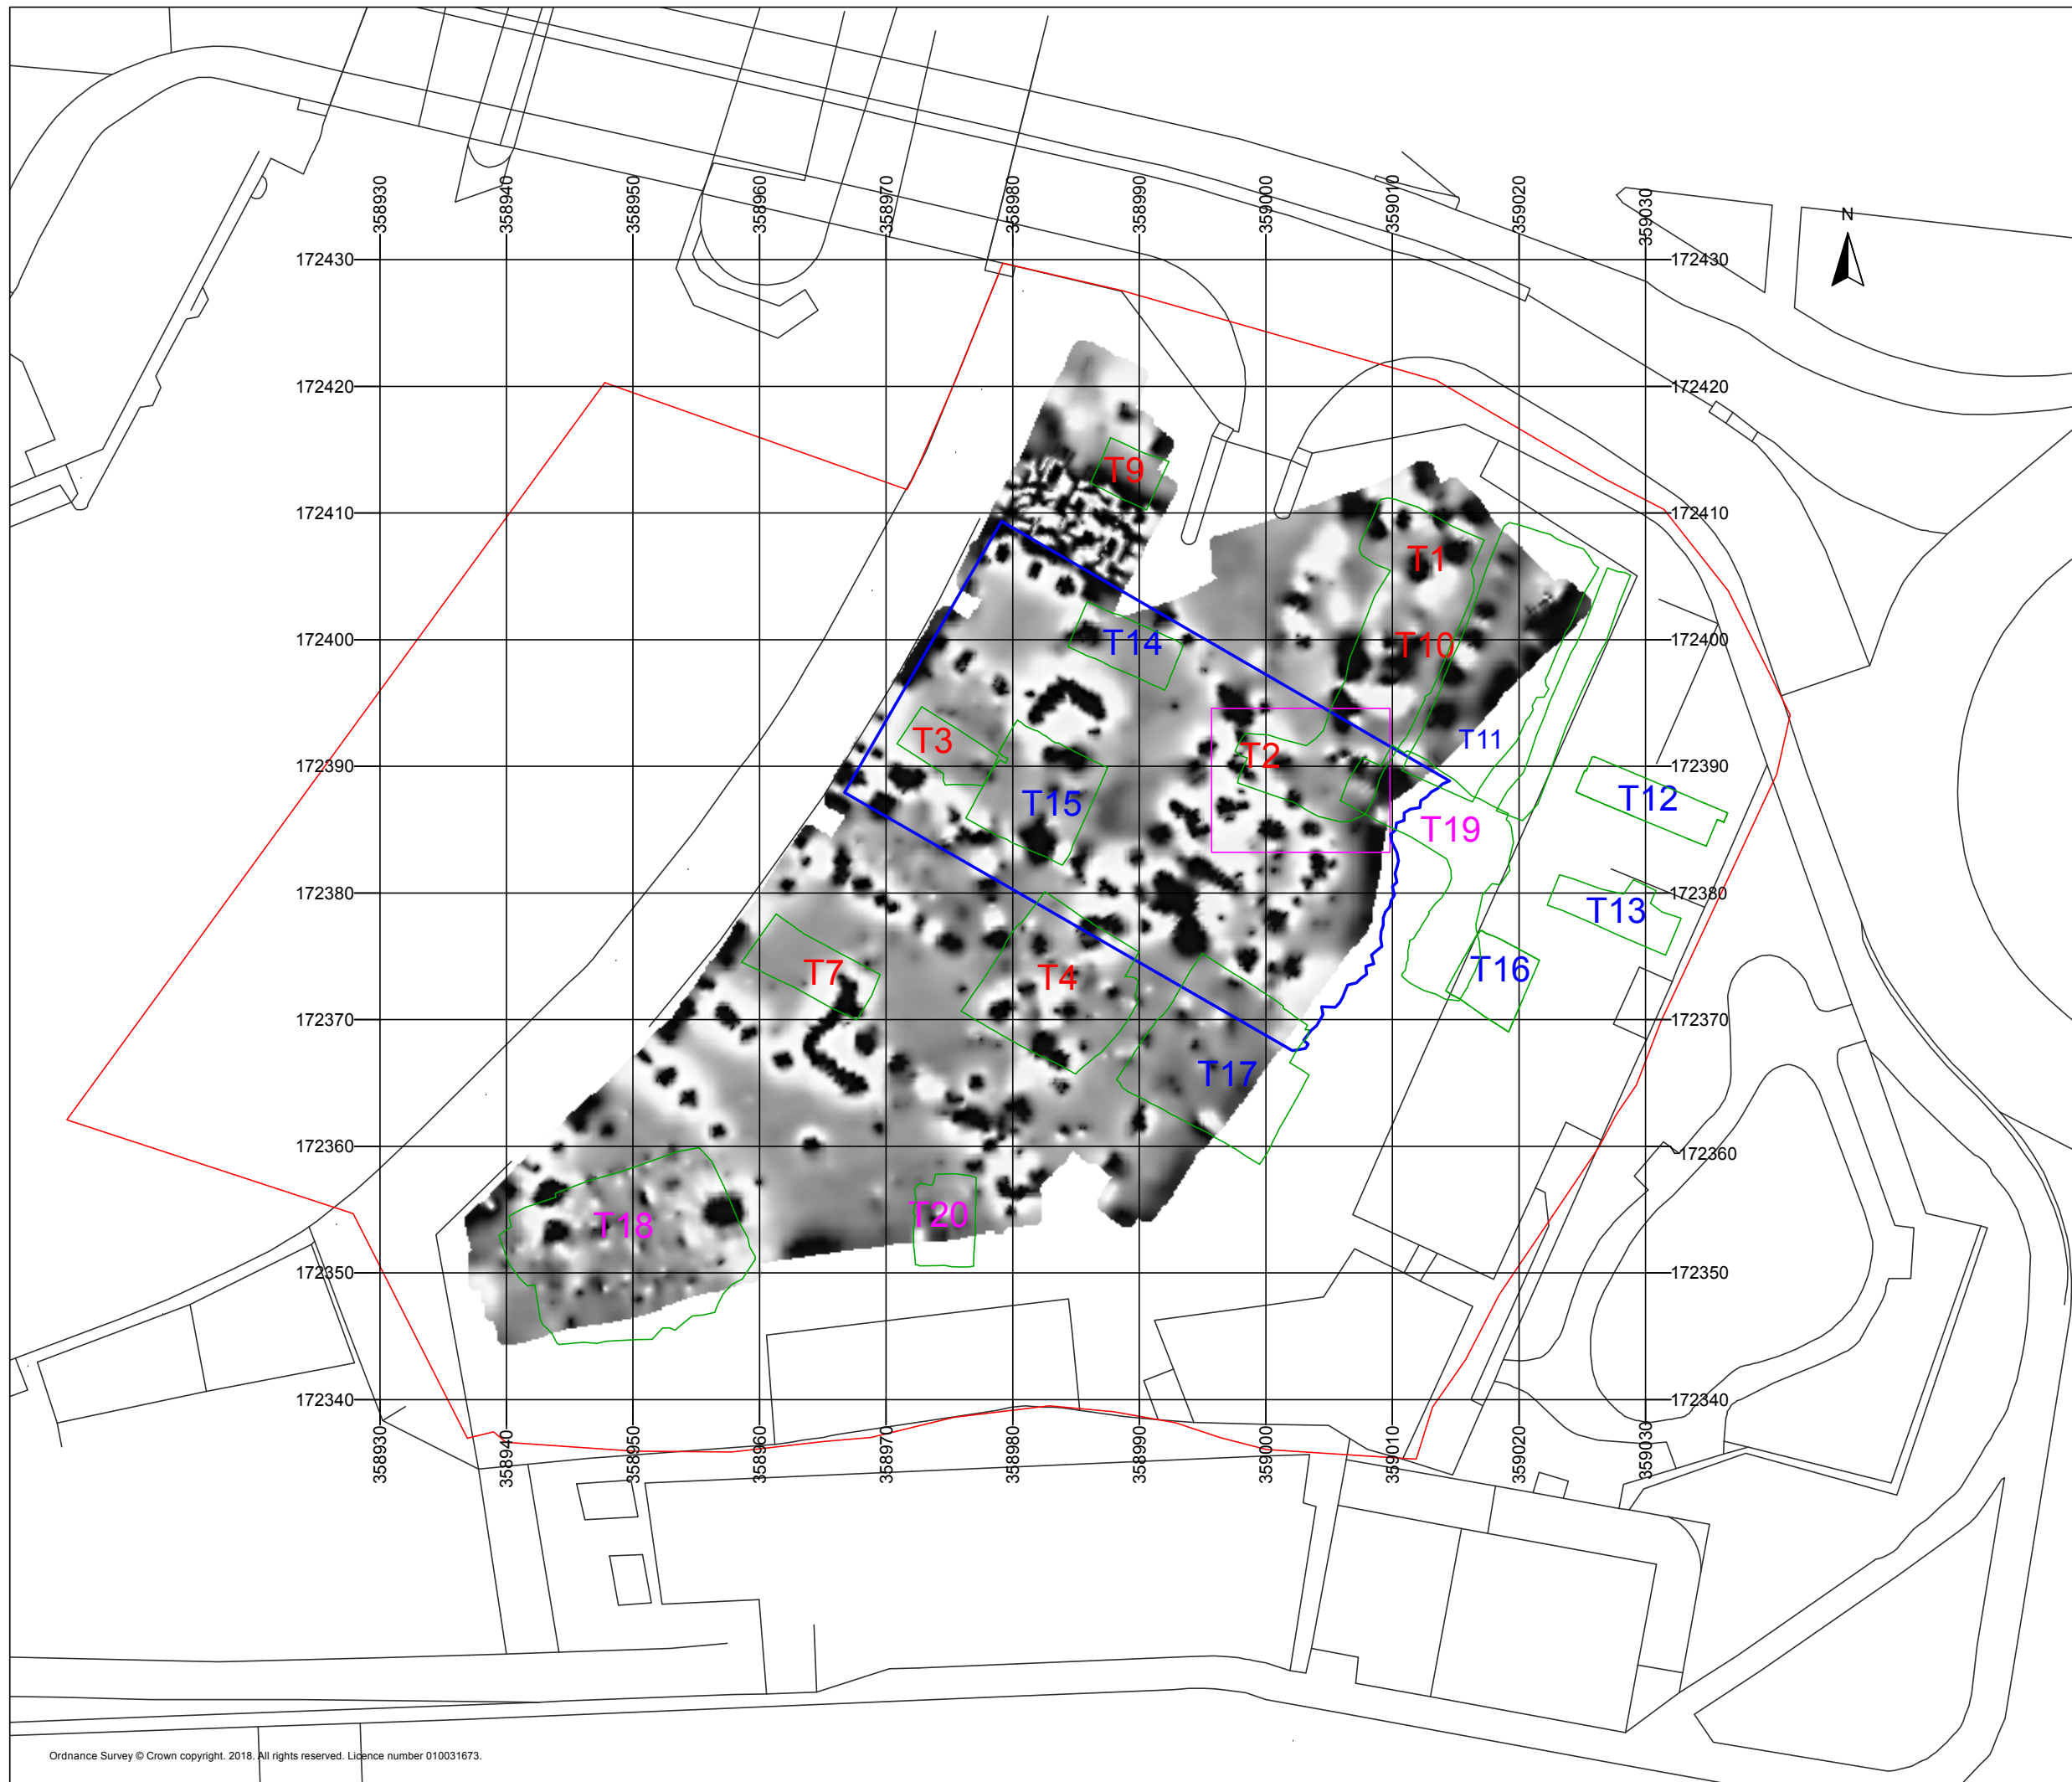 358930
358940
358950
358960
358970
358980
358990
359000
359010
359020
359030
N
172430
172430
172420
172420
T9
172410
172410
T1
172400
T14
T10
172400
T3
T2
T11
172390
172390
T15
T12
T19
172380
172380
T13
T7
T4
T16
172370
172370
T17
172360
172360
T18
T20
172350
172350
172340
172340
358930
358940
358950
358960
358970
358980
358990
359000
359010
359020
359030
Ordnance Survey © Crown copyright. 2018. All rights reserved. Licence number 010031673.